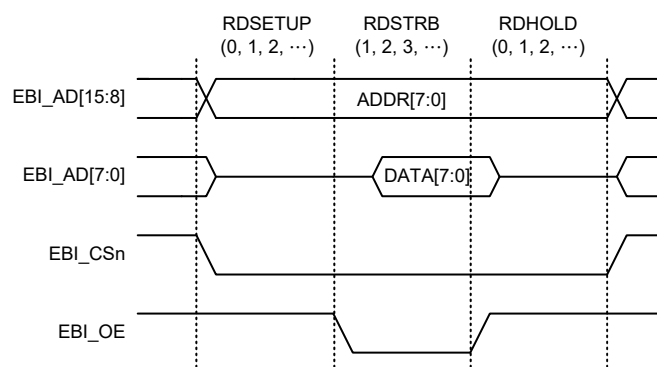 RDSETUP RDSTRB RDHOLD
(0, 1, 2, ⋯) (1, 2, 3, ⋯) (0, 1, 2, ⋯)
EBI_AD[15:8] ADDR[7:0]
EBI_AD[7:0] DATA[7:0]
EBI_CSn
EBI_OE